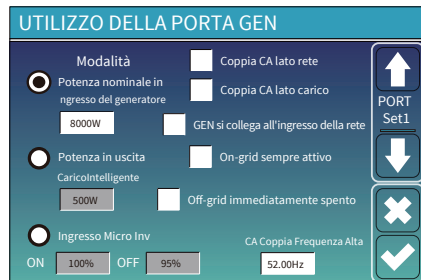 UTILIZZO DELLA PORTA GEN
Modalità
Coppia CA lato rete
Potenza nominale in
ngresso del generatore
Coppia CA lato carico
8000W
GEN si collega all'ingresso della rete
PORT
Set1
Potenza in uscita
On-grid sempre attivo
CaricoIntelligente
500W
Off-grid immediatamente spento
Ingresso Micro Inv
CA Coppia Frequenza Alta
ON 100% OFF 95%
52.00Hz